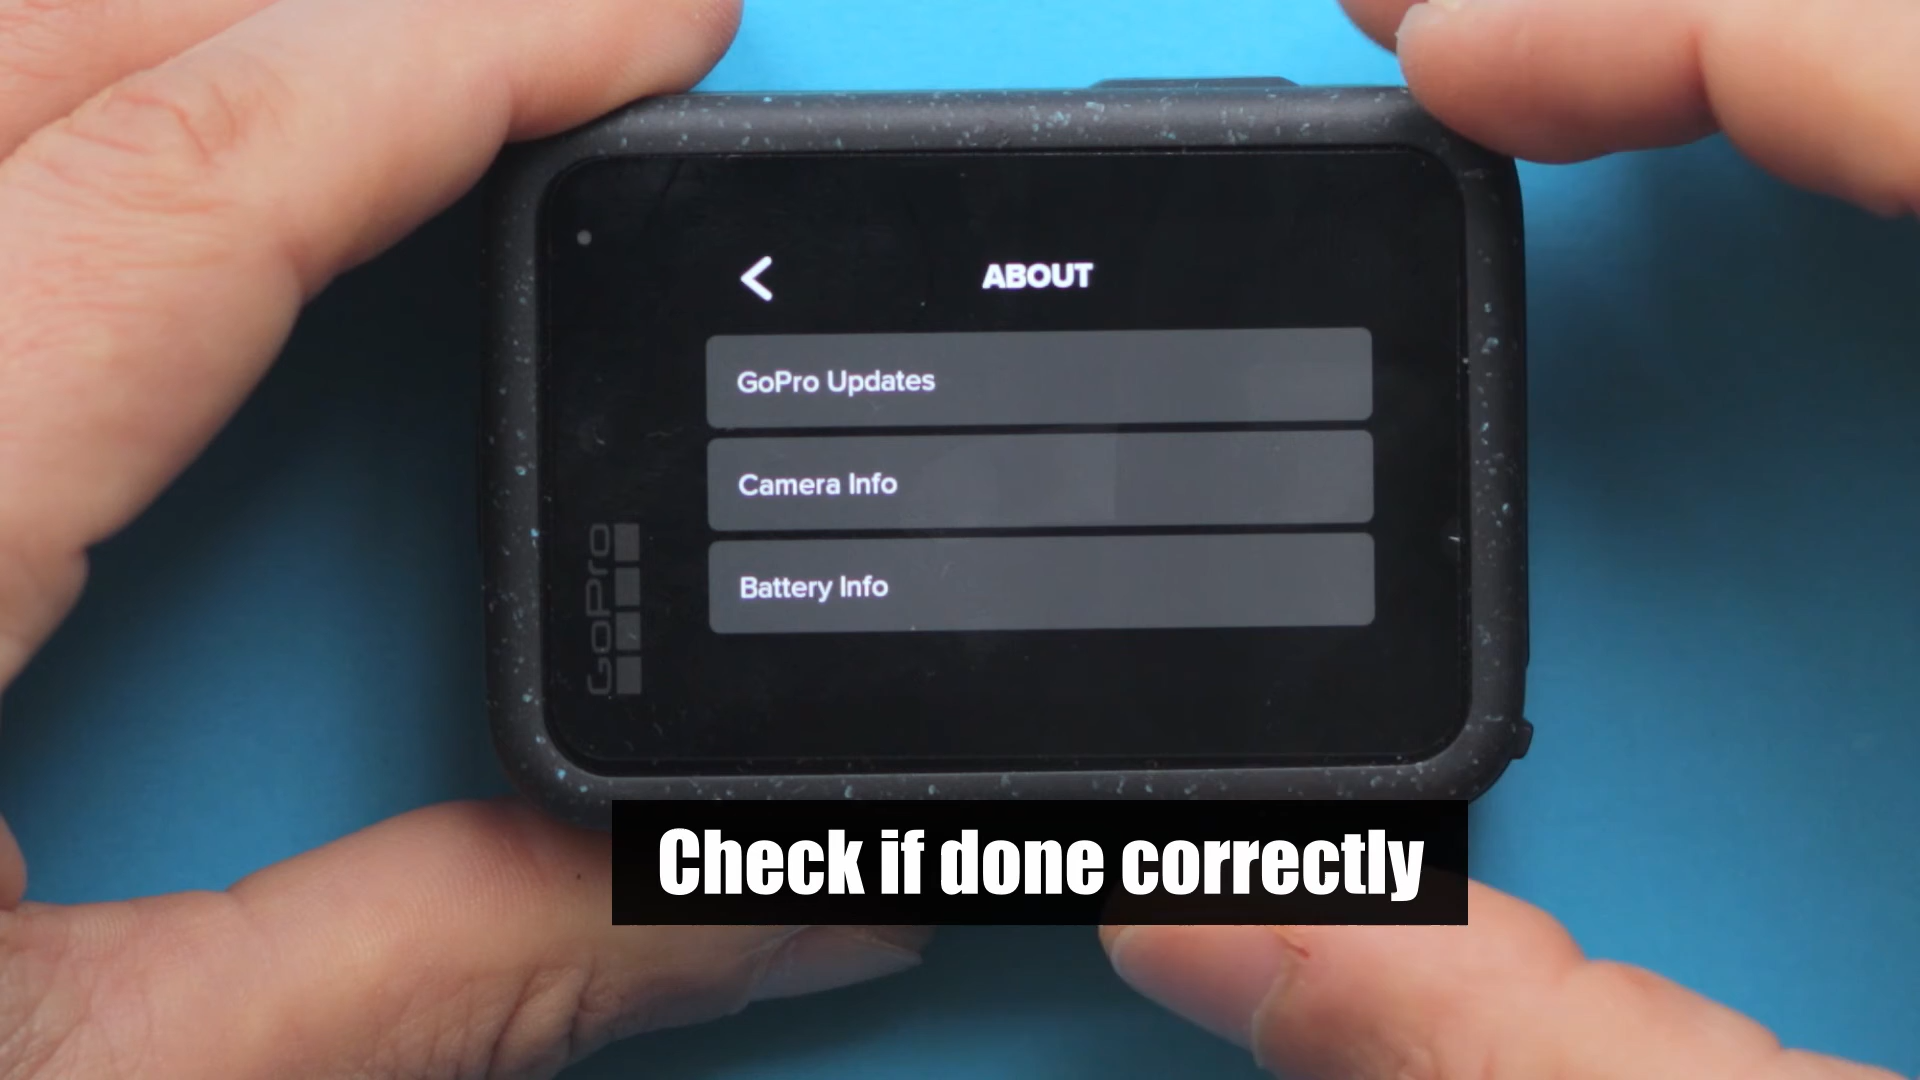 ABOUT
GoPro Updates
Camera Info
Battery Info
GoPro
Check if done correctly